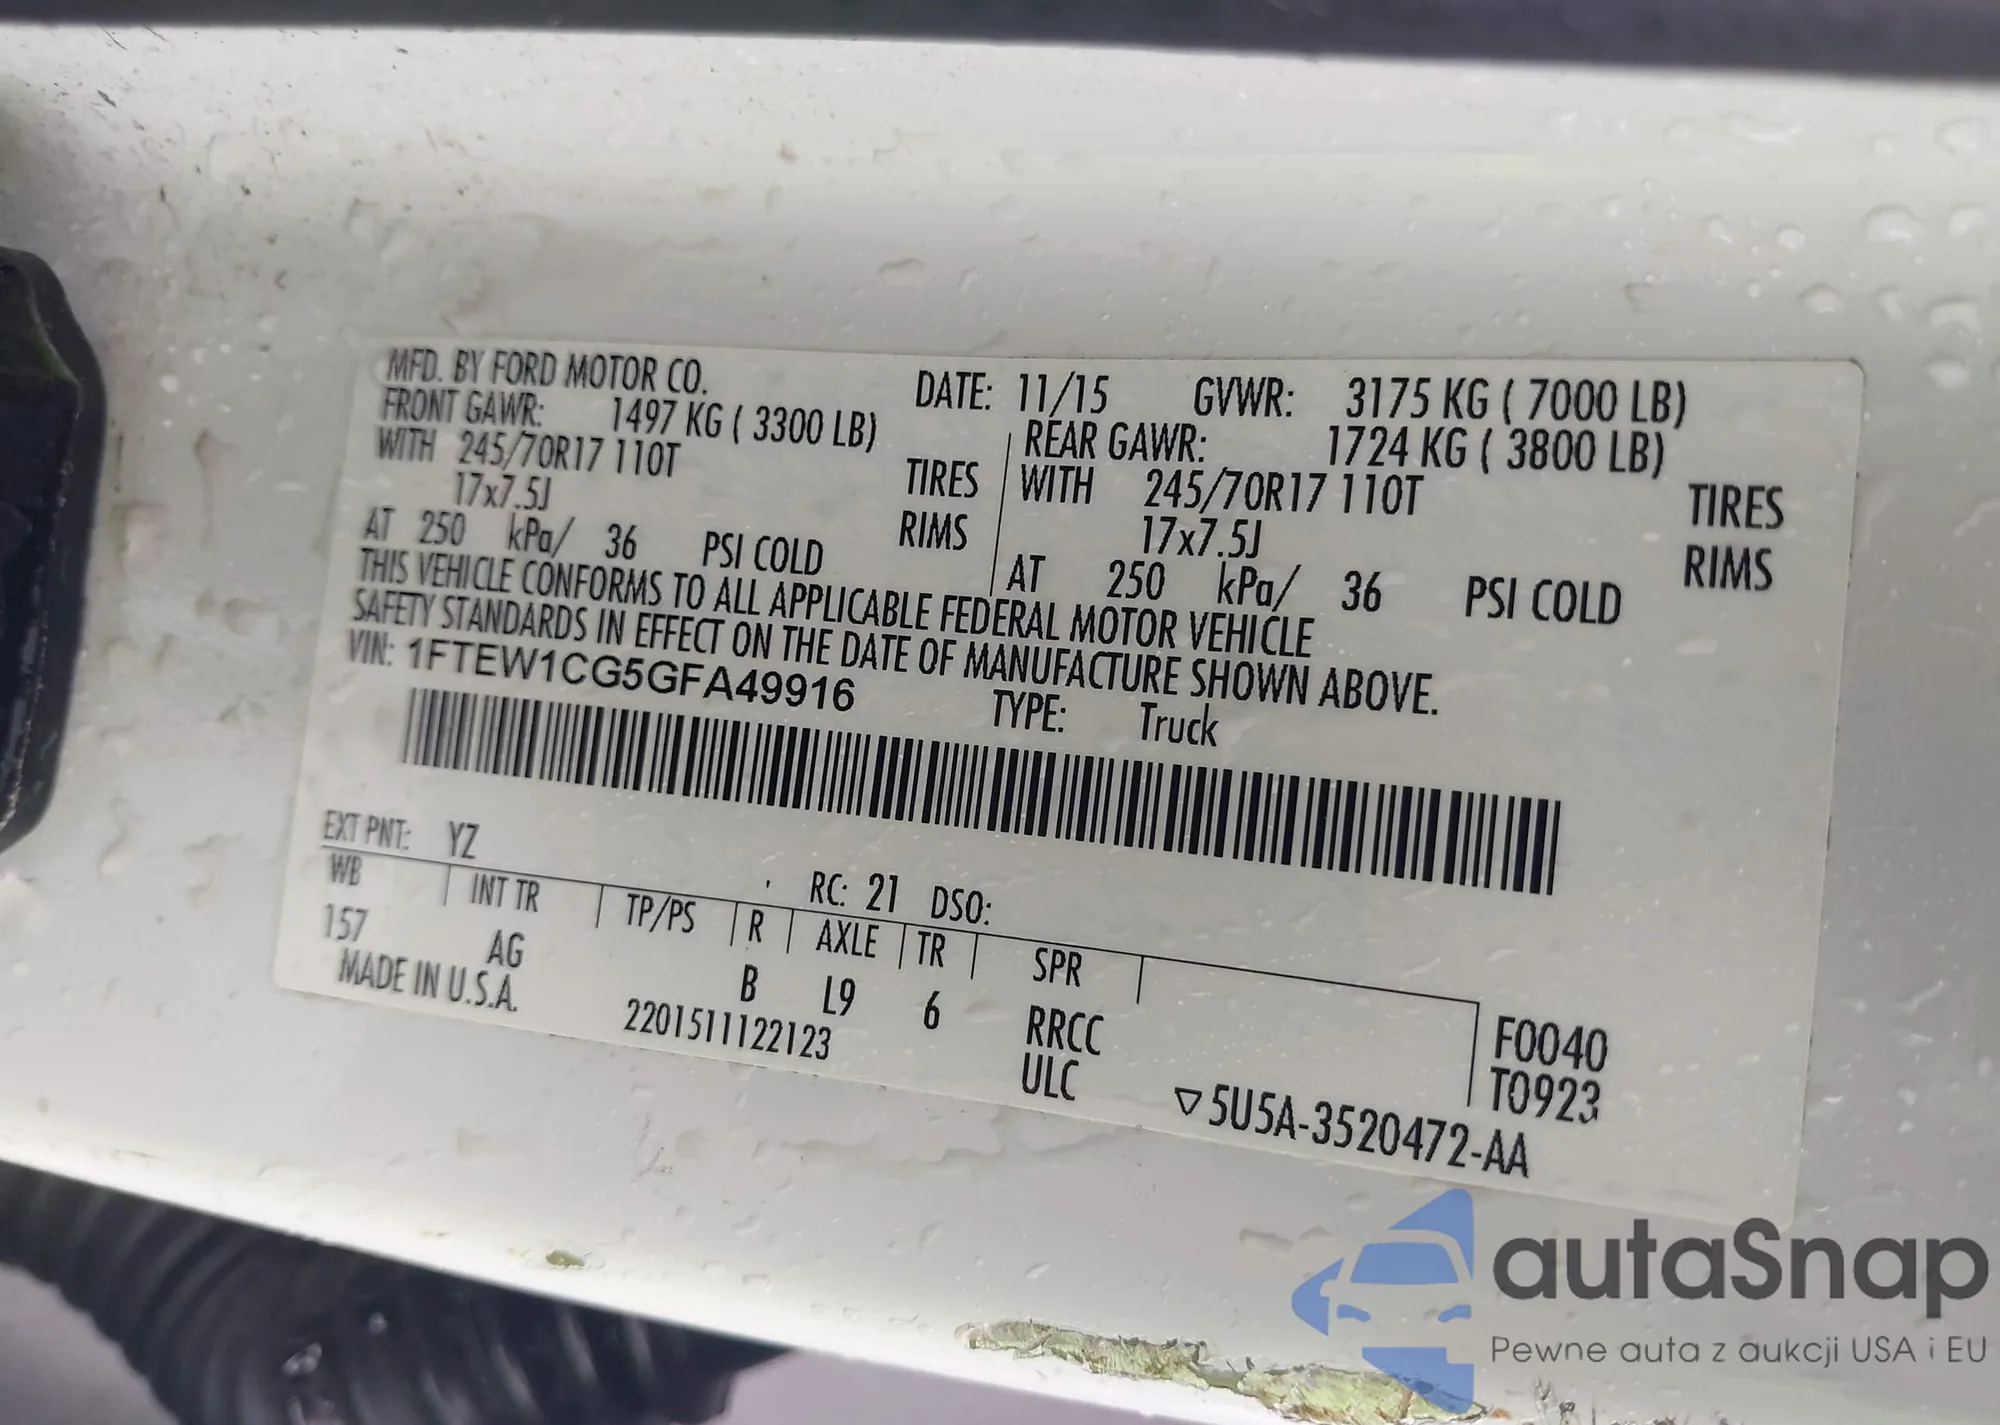 MFD. BY FORD MOTOR CO.
DATE: 11/15 GVWR: 3175 KG ( 7000 LB)
FRONT GAWR: 1497 KG ( 3300 LB) REAR GAWR: 1724 KG ( 3800 LB)
WITH 245/70R17 110T TIRES WITH 245/70R17 110T TIRES
17x7.5J RIMS 17x7.5J RIMS
AT 250 kPa/ 36 PSI COLD AT 250 kPa/ 36 PSI COLD
THIS VEHICLE CONFORMS TO ALL APPLICABLE FEDERAL MOTOR VEHICLE
SAFETY STANDARDS IN EFFECT ON THE DATE OF MANUFACTURE SHOWN ABOVE.
VIN: 1FTEW1CG5GFA49916 TYPE: Truck
EXT PNT: YZ RC: 21 DSO:
WB INT TR TP/PS R AXLE TR SPR
157 AG B L9 6 RRCC F0040
MADE IN U.S.A. 2201511122123 ULC T0923
▽5U5A-3520472-AA
autaSnap
Pewne auta z aukcji USA i EU